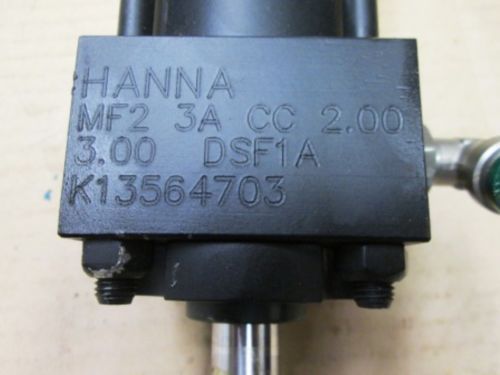 HANNA
MF2 3A CC 2.00
3.00 DSF1A
K13564703